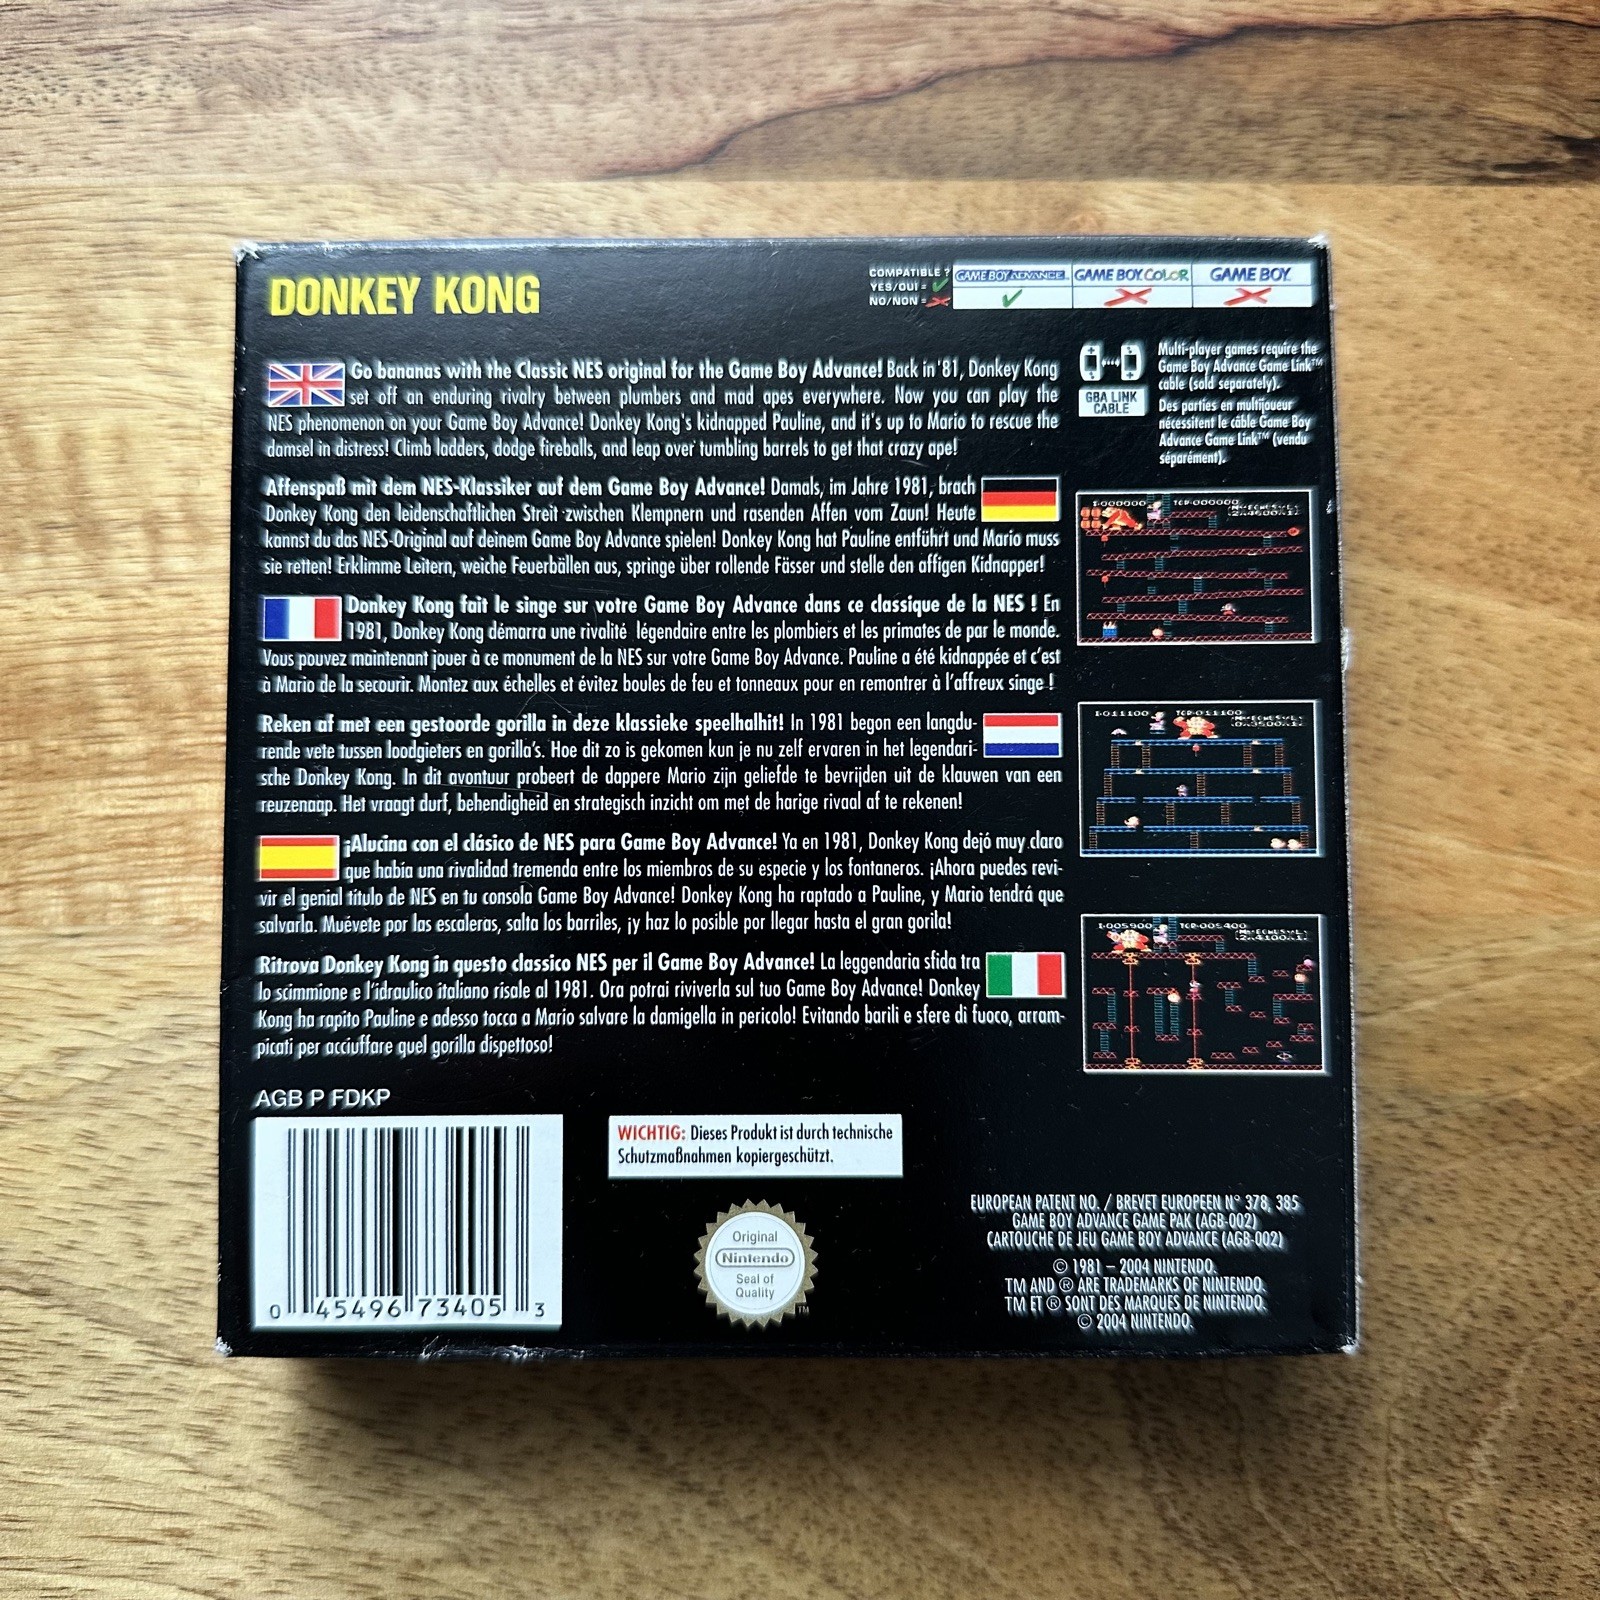 DONKEY KONG
COMPATIBLE ?
YES/OUI =
NO/NON =
GAME BOY ADVANCE
GAME BOY COLOR
GAME BOY
Go bananas with the Classic NES original for the Game Boy Advance! Back in '81, Donkey Kong
set off an enduring rivalry between plumbers and mad apes everywhere. Now you can play the
NES phenomenon on your Game Boy Advance! Donkey Kong's kidnapped Pauline, and it's up to Mario to rescue the
damsel in distress! Climb ladders, dodge fireballs, and leap over tumbling barrels to get that crazy ape!
GBA LINK
CABLE
Multi-player games require the
Game Boy Advance Game Link™
cable (sold separately).
Des parties en multijoueur
nécessitent le câble Game Boy
Advance Game Link™ (vendu
séparément).
Affenspaß mit dem NES-Klassiker auf dem Game Boy Advance! Damals, im Jahre 1981, brach
Donkey Kong den leidenschaftlichen Streit zwischen Klempnern und rasenden Affen vom Zaun! Heute
kannst du das NES-Original auf deinem Game Boy Advance spielen! Donkey Kong hat Pauline entführt und Mario muss
sie retten! Erklimme Leitern, weiche Feuerbällen aus, springe über rollende Fässer und stelle den affigen Kidnapper!
Donkey Kong fait le singe sur votre Game Boy Advance dans ce classique de la NES ! En
1981, Donkey Kong démarra une rivalité légendaire entre les plombiers et les primates de par le monde.
Vous pouvez maintenant jouer à ce monument de la NES sur votre Game Boy Advance. Pauline a été kidnappée et c'est
à Mario de la secourir. Montez aux échelles et évitez boules de feu et tonneaux pour en remontrer à l'affreux singe !
Reken af met een gestoorde gorilla in deze klassieke speelhalhit! In 1981 begon een langdu-
rende vete tussen loodgieters en gorilla's. Hoe dit zo is gekomen kun je nu zelf ervaren in het legendari-
sche Donkey Kong. In dit avontuur probeert de dappere Mario zijn geliefde te bevrijden uit de klauwen van een
reuzenaap. Het vraagt durf, behendigheid en strategisch inzicht om met de harige rivaal af te rekenen!
¡Alucina con el clásico de NES para Game Boy Advance! Ya en 1981, Donkey Kong dejó muy claro
que había una rivalidad tremenda entre los miembros de su especie y los fontaneros. ¡Ahora puedes revi-
vir el genial título de NES en tu consola Game Boy Advance! Donkey Kong ha raptado a Pauline, y Mario tendrá que
salvarla. Muévete por las escaleras, salta los barriles, ¡y haz lo posible por llegar hasta el gran gorila!
Ritrova Donkey Kong in questo classico NES per il Game Boy Advance! La leggendaria sfida tra
lo scimmione e l'idraulico italiano risale al 1981. Ora potrai riviverla sul tuo Game Boy Advance! Donkey
Kong ha rapito Pauline e adesso tocca a Mario salvare la damigella in pericolo! Evitando barili e sfere di fuoco, arram-
picati per acciuffare quel gorilla dispettoso!
I-000000 TOP-000000
I-011100 TOP-011100
I-005900 TOP-005400
AGB P FDKP
0 45496 73405 3
WICHTIG: Dieses Produkt ist durch technische
Schutzmaßnahmen kopiergeschützt.
Original
Nintendo
Seal of
Quality
TM
EUROPEAN PATENT NO. / BREVET EUROPEEN N° 378, 385
GAME BOY ADVANCE GAME PAK (AGB-002)
CARTOUCHE DE JEU GAME BOY ADVANCE (AGB-002)
© 1981 – 2004 NINTENDO.
TM AND ® ARE TRADEMARKS OF NINTENDO.
TM ET ® SONT DES MARQUES DE NINTENDO.
© 2004 NINTENDO.